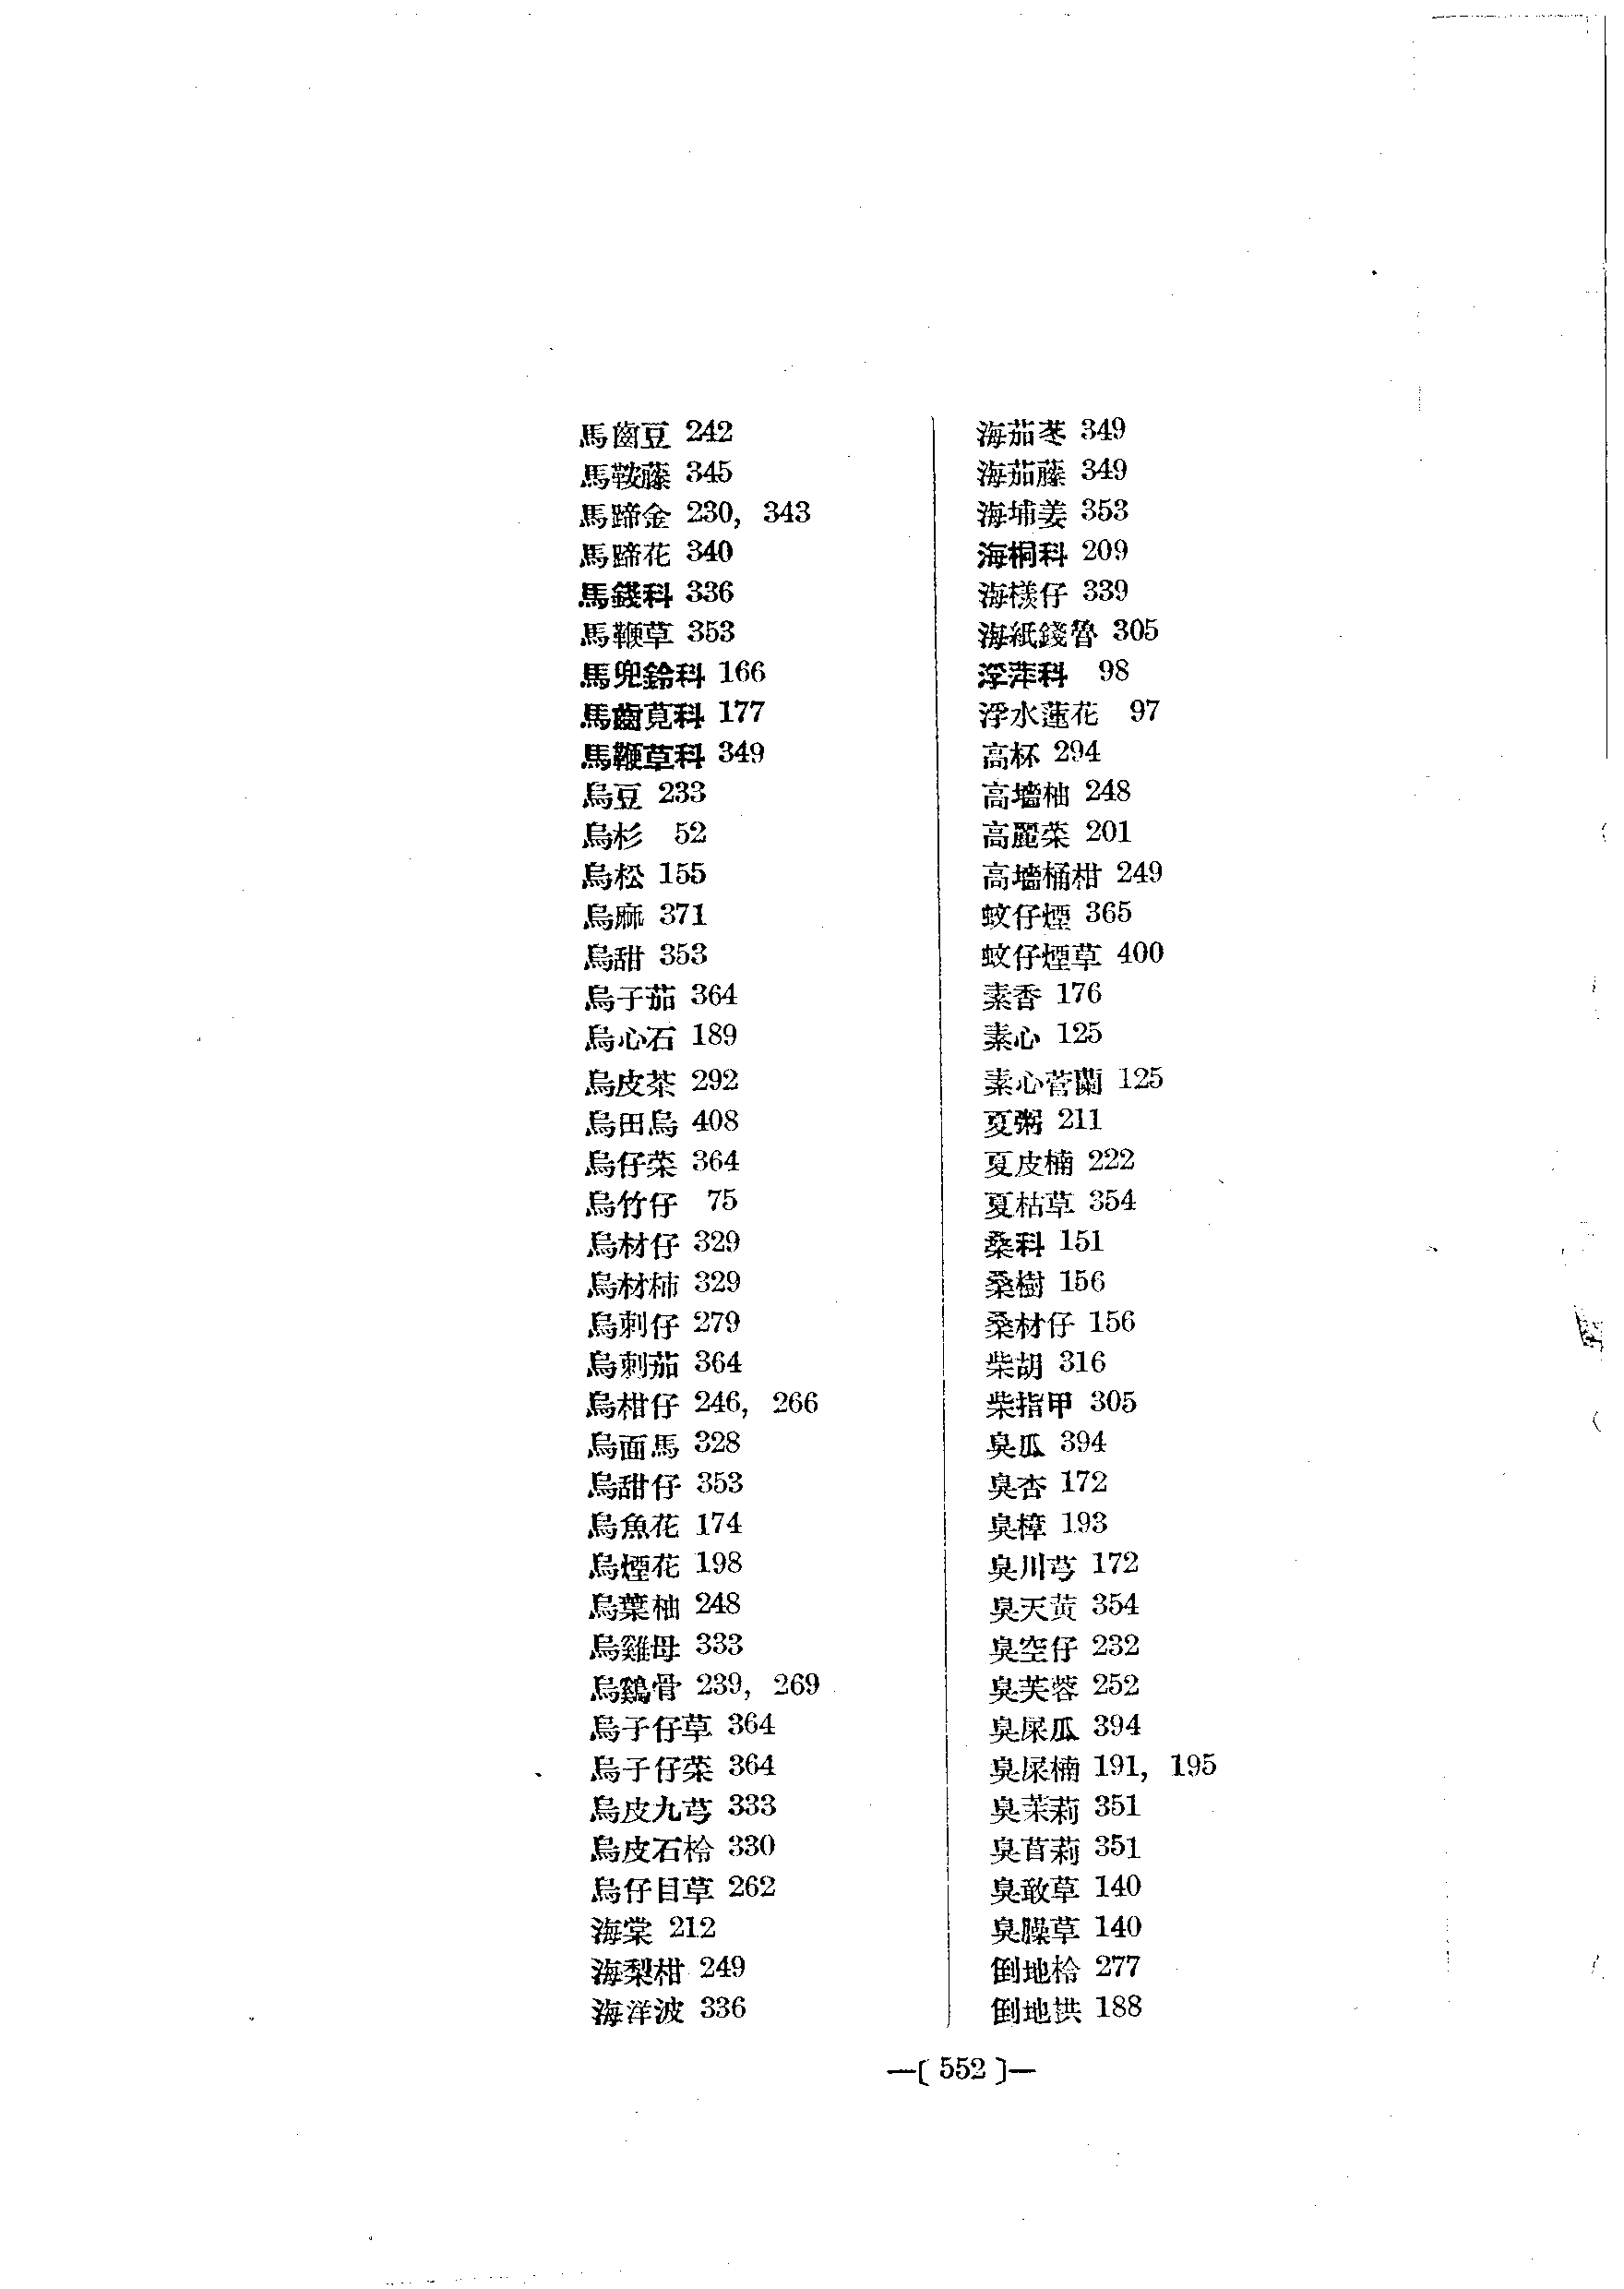 馬齒豆 242
馬鞍藤 345
馬蹄金 230, 343
馬蹄花 340
馬錢科 336
馬鞭草 353
馬兜鈴科 166
馬齒莧科 177
馬鞭草科 349
烏豆 233
烏杉 52
烏松 155
烏麻 371
烏甜 353
烏子茄 364
烏心石 189
烏皮茶 292
烏田烏 408
烏仔菜 364
烏竹仔 75
烏材仔 329
烏材柿 329
烏刺仔 279
烏刺茄 364
烏柑仔 246, 266
烏面馬 328
烏甜仔 353
烏魚花 174
烏煙花 198
烏葉柚 248
烏雞母 333
烏鷄骨 239, 269
烏子仔草 364
烏子仔菜 364
烏皮九芎 333
烏皮石柃 330
烏仔目草 262
海棠 212
海梨柑 249
海洋波 336
海茄苳 349
海茄藤 349
海埔姜 353
海桐科 209
海檨仔 339
海紙錢 305
浮萍科 98
浮水蓮花 97
高杯 294
高墻柚 248
高麗菜 201
高墻桶柑 249
蚊仔煙 365
蚊仔煙草 400
素香 176
素心 125
素心菅蘭 125
夏粥 211
夏皮楠 222
夏枯草 354
桑科 151
桑樹 156
桑材仔 156
柴胡 316
柴指甲 305
臭瓜 394
臭杏 172
臭樟 193
臭川芎 172
臭天黃 354
臭空仔 232
臭芙蓉 252
臭屎瓜 394
臭屎楠 191, 195
臭茉莉 351
臭苜莉 351
臭敢草 140
臭臊草 140
倒地柃 277
倒地拱 188
—[ 552 ]—